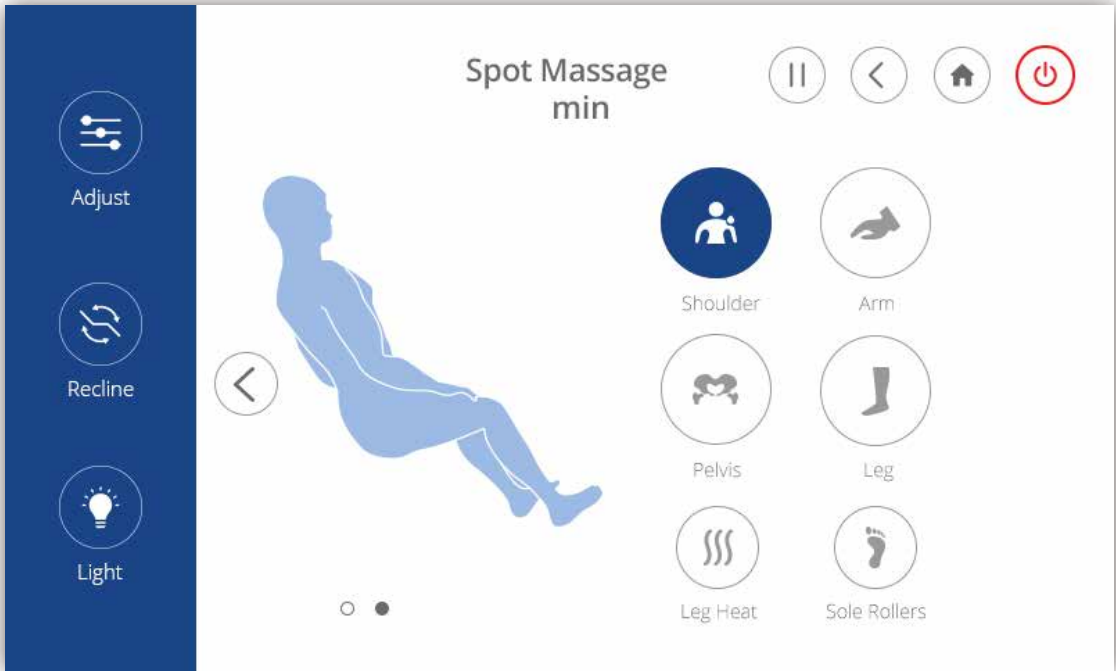 Spot Massage
min
Adjust
Recline
Light
Shoulder
Arm
Pelvis
Leg
Leg Heat
Sole Rollers